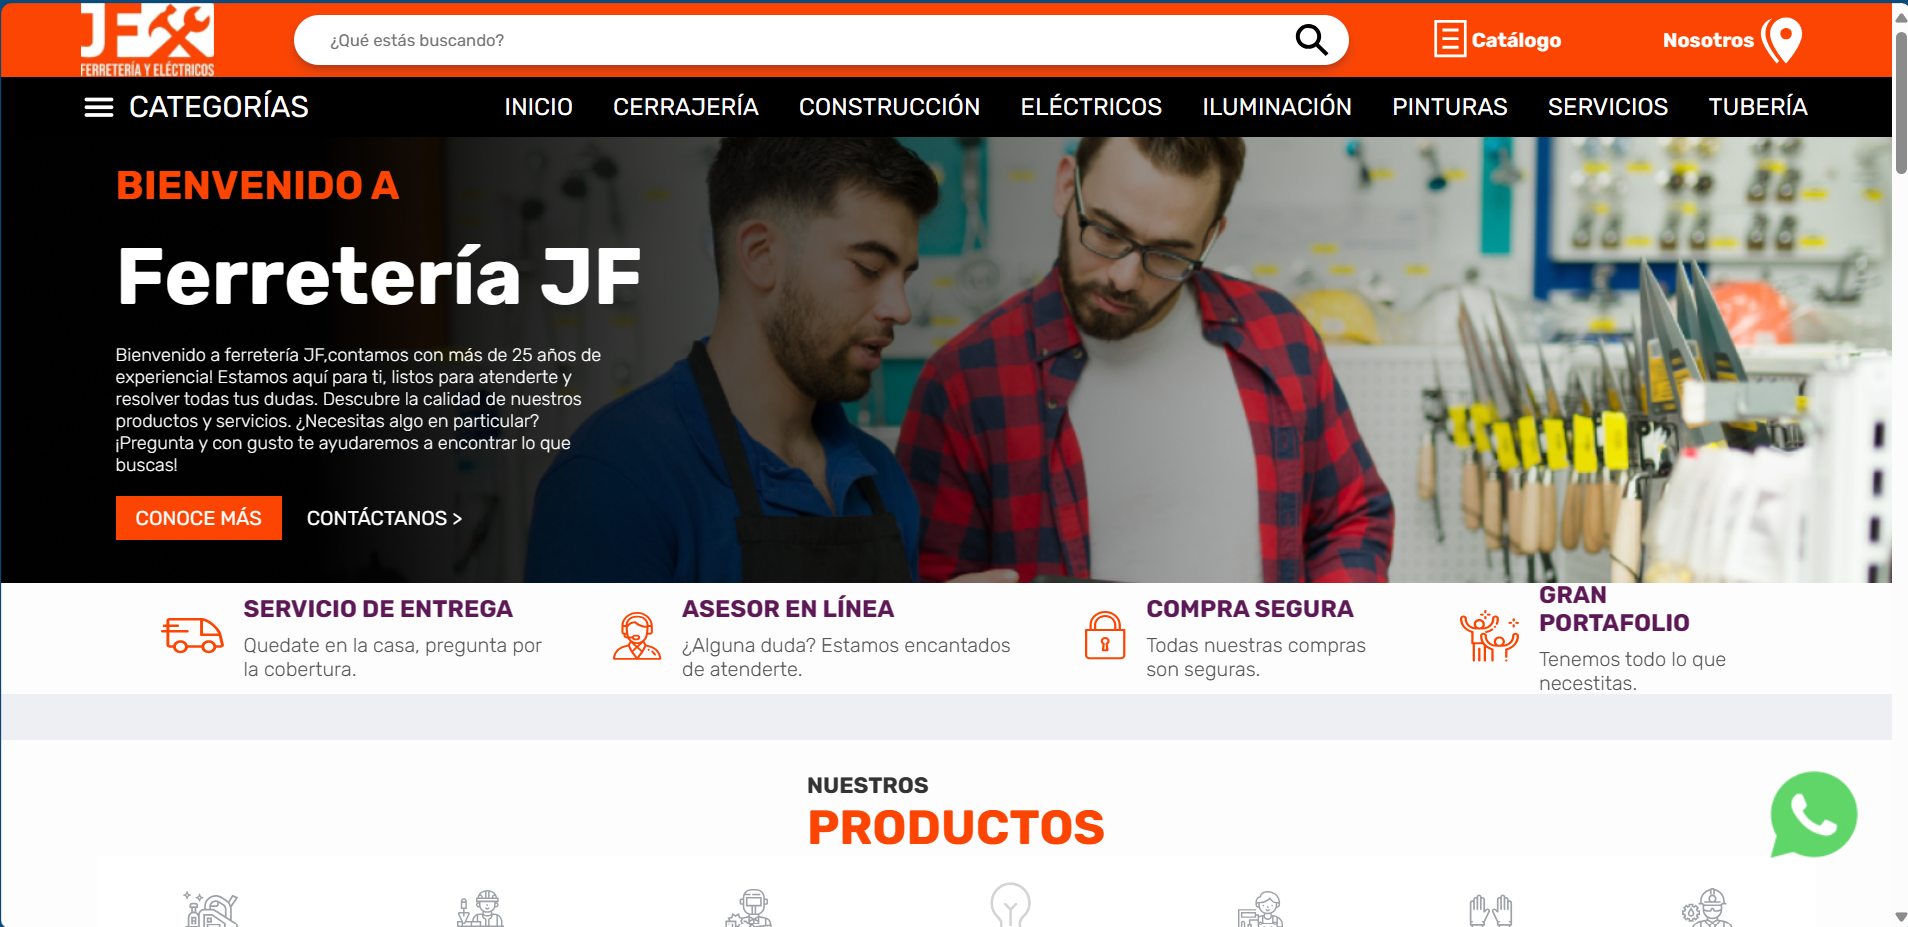 JF
FERRETERÍA Y ELÉCTRICOS
¿Qué estás buscando?
Catálogo
Nosotros
CATEGORÍAS
INICIO
CERRAJERÍA
CONSTRUCCIÓN
ELÉCTRICOS
ILUMINACIÓN
PINTURAS
SERVICIOS
TUBERÍA
BIENVENIDO A
Ferretería JF
Bienvenido a ferretería JF,contamos con más de 25 años de
experiencia! Estamos aquí para ti, listos para atenderte y
resolver todas tus dudas. Descubre la calidad de nuestros
productos y servicios. ¿Necesitas algo en particular?
¡Pregunta y con gusto te ayudaremos a encontrar lo que
buscas!
CONOCE MÁS
CONTÁCTANOS >
SERVICIO DE ENTREGA
Quedate en la casa, pregunta por
la cobertura.
ASESOR EN LÍNEA
¿Alguna duda? Estamos encantados
de atenderte.
COMPRA SEGURA
Todas nuestras compras
son seguras.
GRAN
PORTAFOLIO
Tenemos todo lo que
necestitas.
NUESTROS
PRODUCTOS